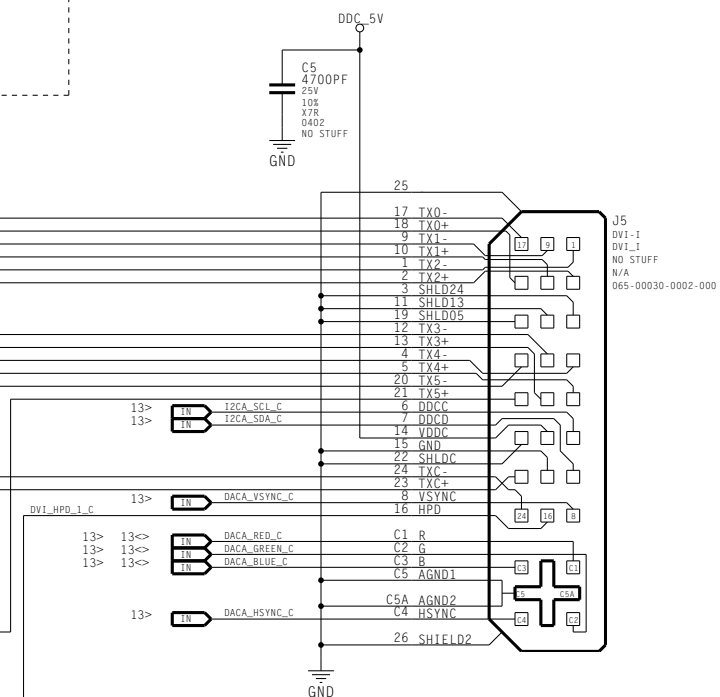 DDC_5V
C5
4700PF
25V
10%
X7R
0402
NO STUFF
GND
25
J5
DVI-I
DVI_I
NO STUFF
N/A
065-00030-0002-000
17 TX0-
18 TX0+
9 TX1-
10 TX1+
1 TX2-
2 TX2+
3 SHLD24
11 SHLD13
19 SHLD05
12 TX3-
13 TX3+
4 TX4-
5 TX4+
20 TX5-
21 TX5+
13> IN I2CA_SCL_C 6 DDCC
13> IN I2CA_SDA_C 7 DDCD
14 VDDC
15 GND
22 SHLDC
24 TXC-
23 TXC+
13> IN DACA_VSYNC_C 8 VSYNC
DVI_HPD_1_C 16 HPD
13> 13<> IN DACA_RED_C C1 R
13> 13<> IN DACA_GREEN_C C2 G
13> 13<> IN DACA_BLUE_C C3 B
C5 AGND1
C5A AGND2
13> IN DACA_HSYNC_C C4 HSYNC
26 SHIELD2
GND
17 9 1
24 16 8
C3 C1
C5 C5A
C4 C2